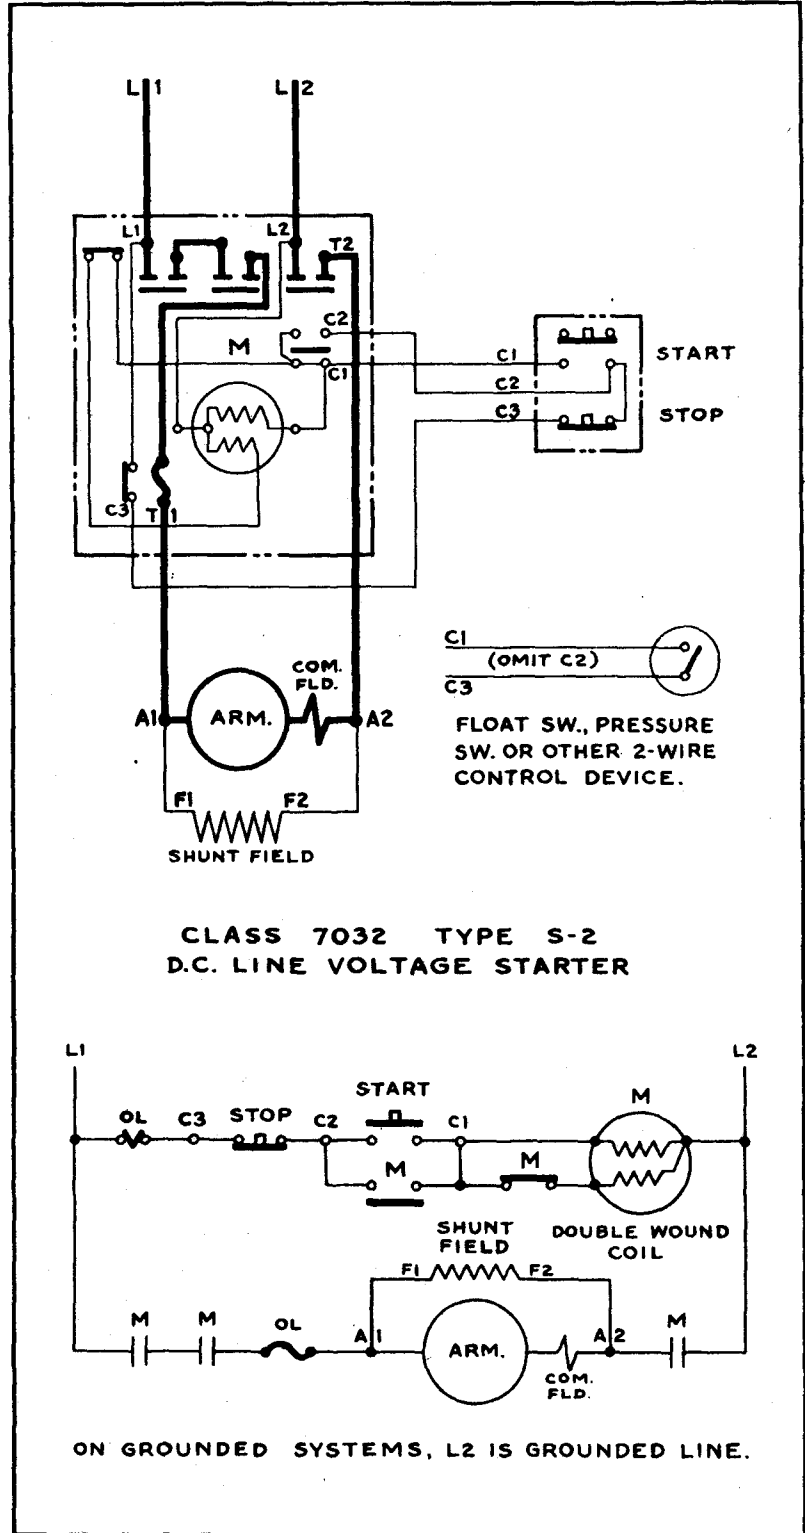 L1 L2
L1 L2 T2
C2
M
C1
C1 START
C2
C3 STOP
C3 T1
C1
(OMIT C2)
C3
COM.
FLD.
A1 ARM. A2
FLOAT SW., PRESSURE
SW. OR OTHER 2-WIRE
CONTROL DEVICE.
F1 F2
SHUNT FIELD
CLASS 7032 TYPE S-2
D.C. LINE VOLTAGE STARTER
L1 L2
START M
OL C3 STOP C2 C1
M M
SHUNT
FIELD
DOUBLE WOUND
COIL
F1 F2
M M OL A1 A2 M
ARM.
COM.
FLD.
ON GROUNDED SYSTEMS, L2 IS GROUNDED LINE.